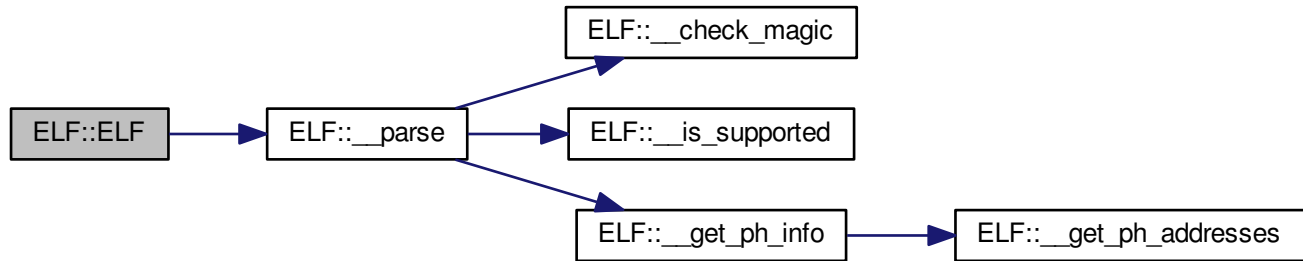 ELF::__check_magic
ELF::ELF
ELF::__parse
ELF::__is_supported
ELF::__get_ph_info
ELF::__get_ph_addresses